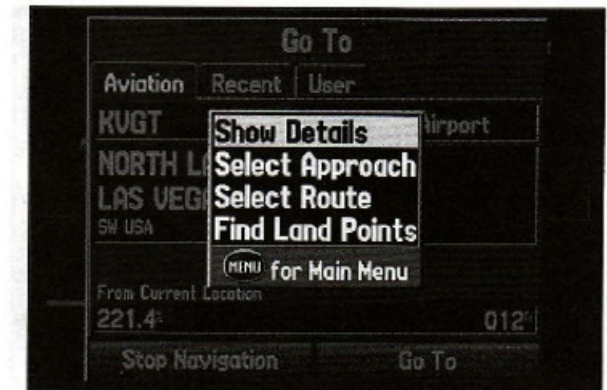 Go To
Aviation Recent User
KVGT Airport
NORTH
LAS VEG
SW USA
Show Details
Select Approach
Select Route
Find Land Points
MENU for Main Menu
From Current Location
221.4 012
Stop Navigation Go To